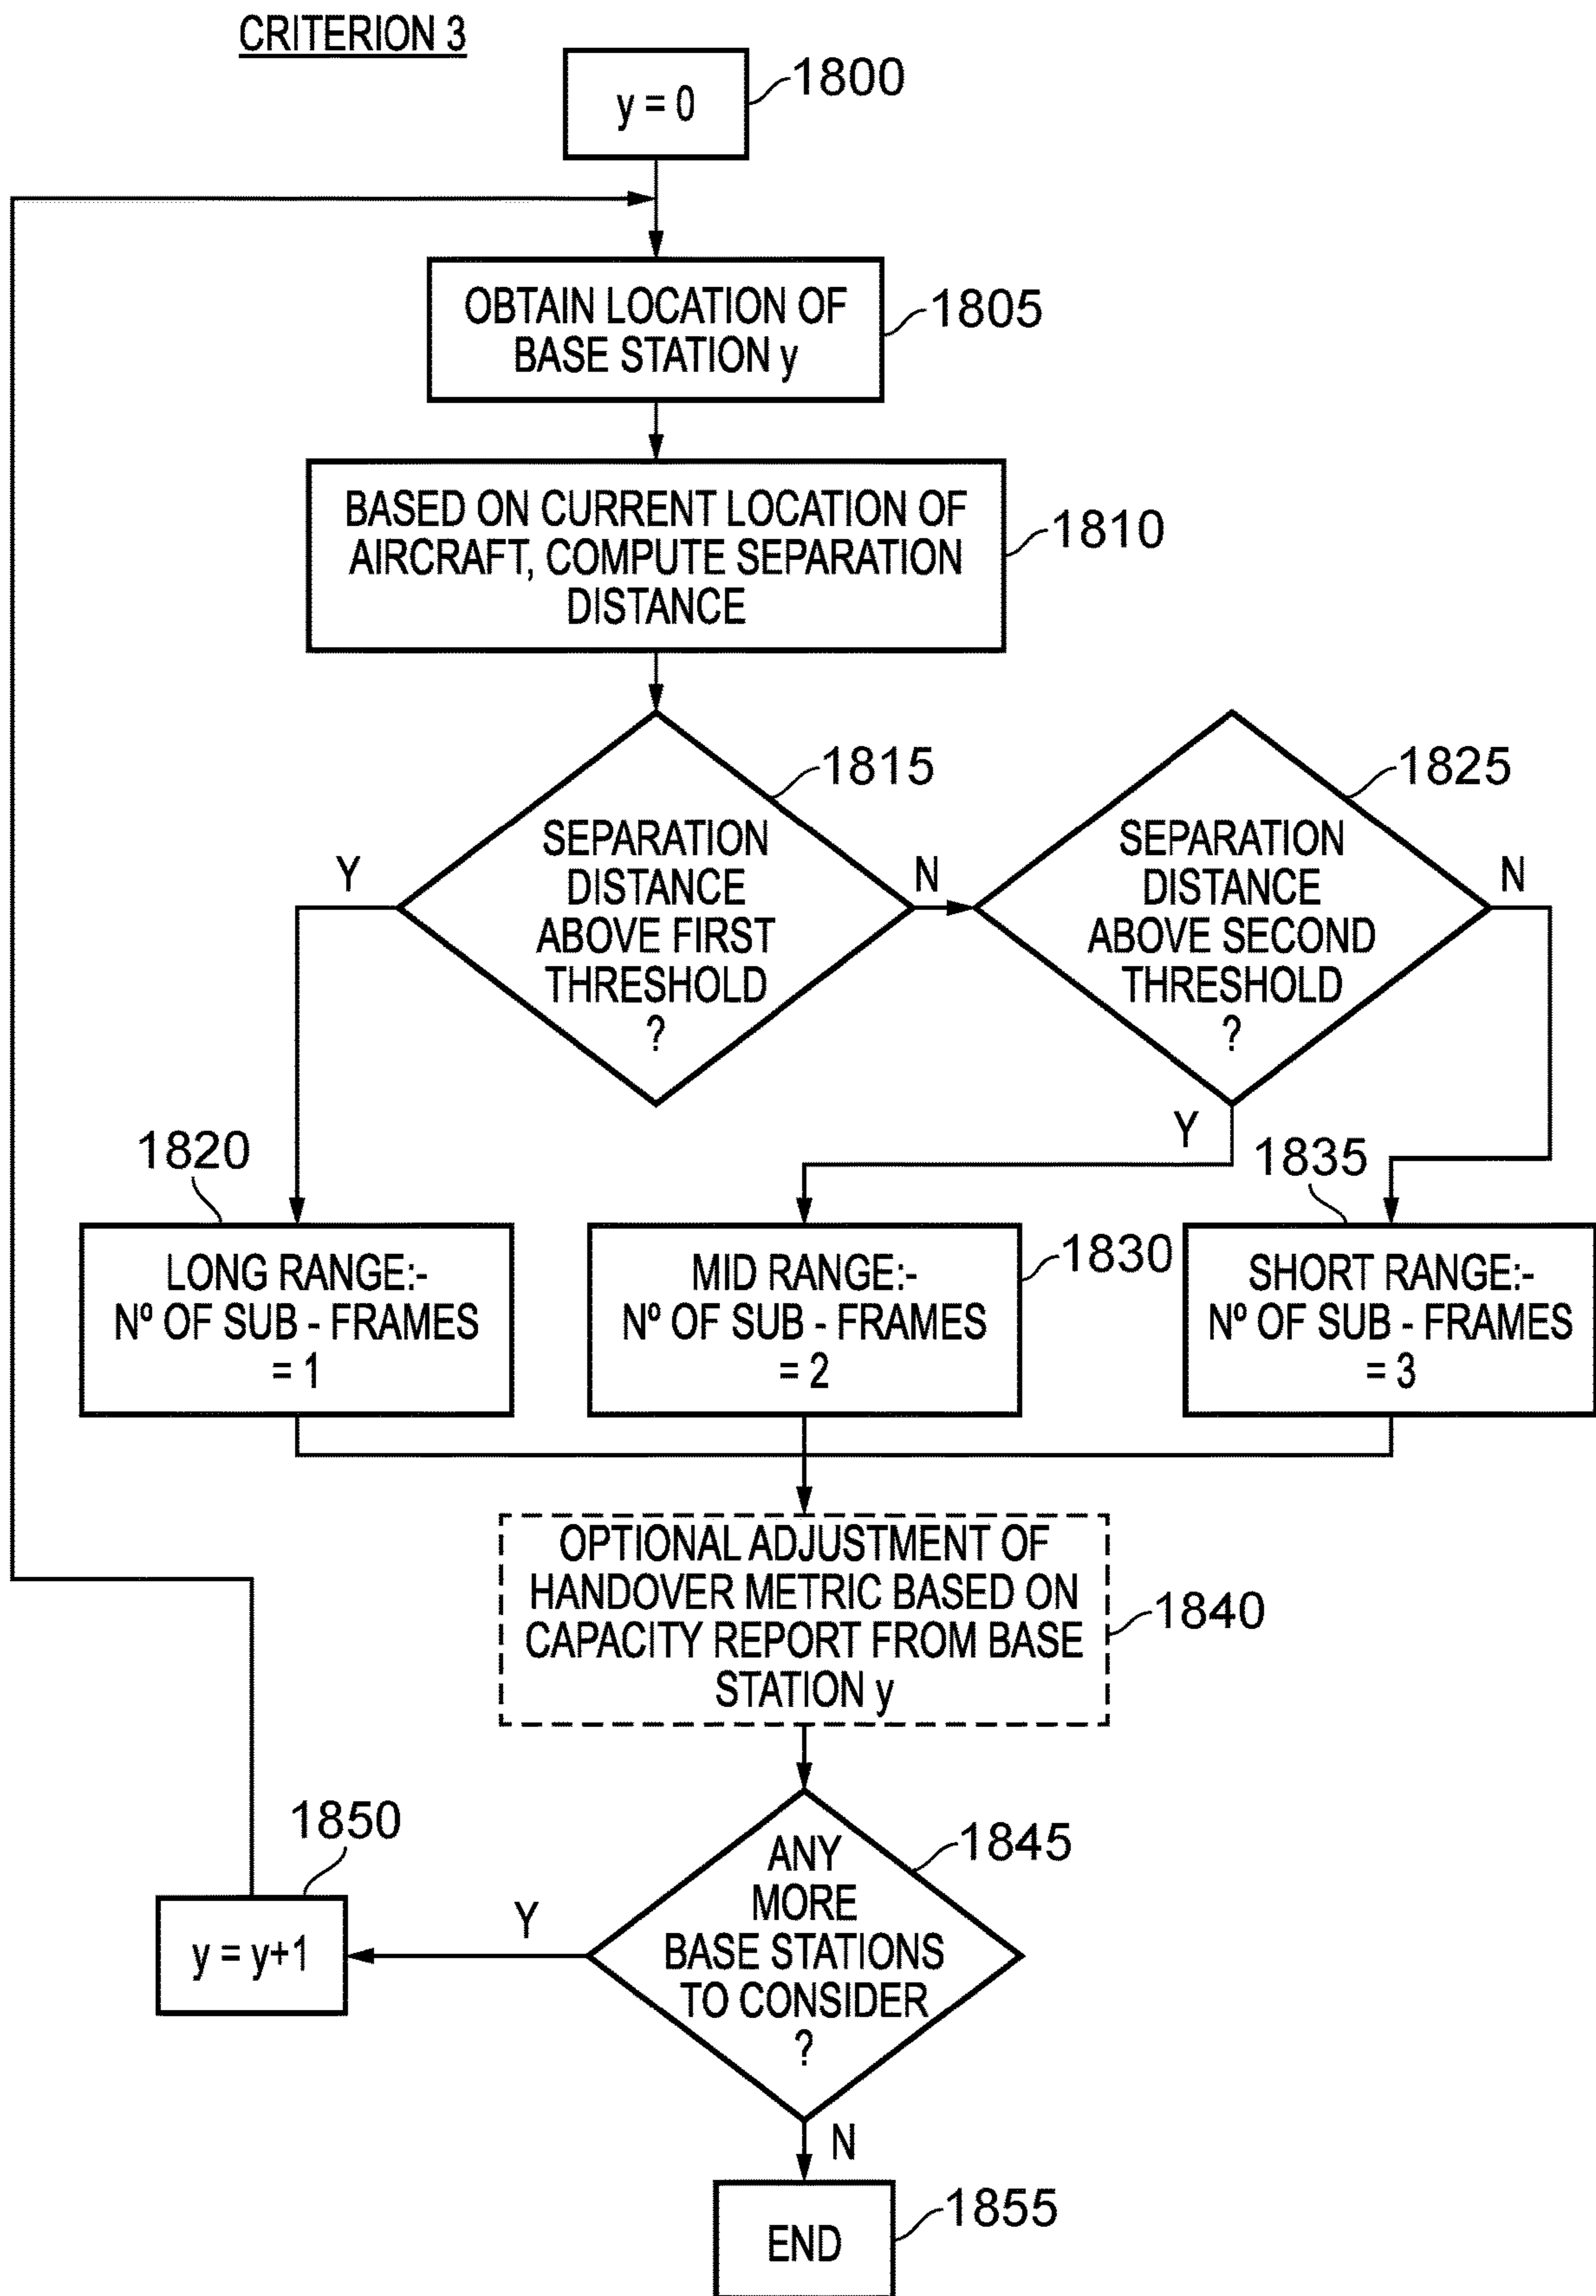 CRITERION 3
y = 0
1800
OBTAIN LOCATION OF
BASE STATION y
1805
BASED ON CURRENT LOCATION OF
AIRCRAFT, COMPUTE SEPARATION
DISTANCE
1810
1815
SEPARATION
DISTANCE
ABOVE FIRST
THRESHOLD
?
Y
N
1825
SEPARATION
DISTANCE
ABOVE SECOND
THRESHOLD
?
N
Y
1820
LONG RANGE:-
Nº OF SUB - FRAMES
= 1
MID RANGE:-
Nº OF SUB - FRAMES
= 2
1830
1835
SHORT RANGE:-
Nº OF SUB - FRAMES
= 3
OPTIONAL ADJUSTMENT OF
HANDOVER METRIC BASED ON
CAPACITY REPORT FROM BASE
STATION y
1840
1845
ANY
MORE
BASE STATIONS
TO CONSIDER
?
Y
1850
y = y+1
N
END
1855